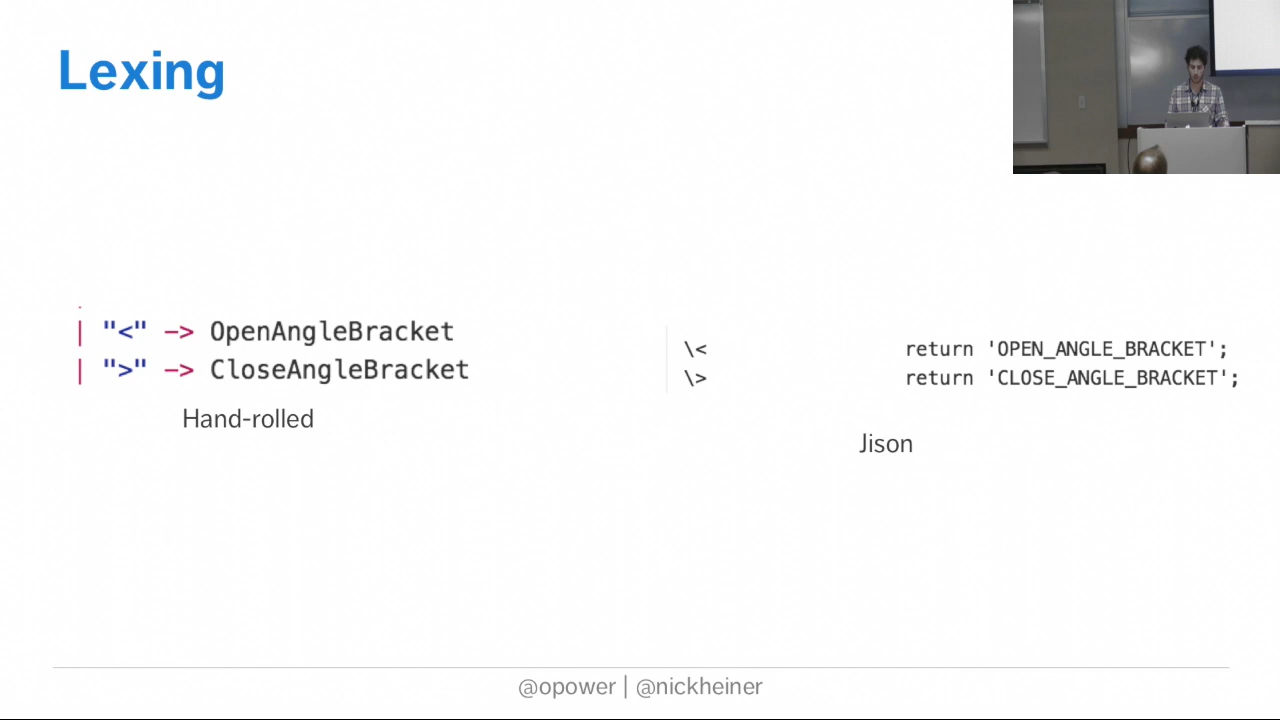 Lexing
| "<" -> OpenAngleBracket
| ">" -> CloseAngleBracket
Hand-rolled
\< return 'OPEN_ANGLE_BRACKET';
\> return 'CLOSE_ANGLE_BRACKET';
Jison
@opower | @nickheiner